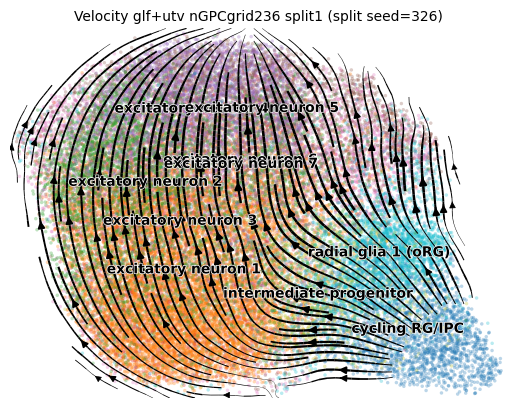 Velocity glf+utv nGPCgrid236 split1 (split seed=326)
excitatory neuron 5
excitatory neuron 7
excitatory neuron 2
excitatory neuron 3
radial glia 1 (oRG)
excitatory neuron 1
intermediate progenitor
cycling RG/IPC